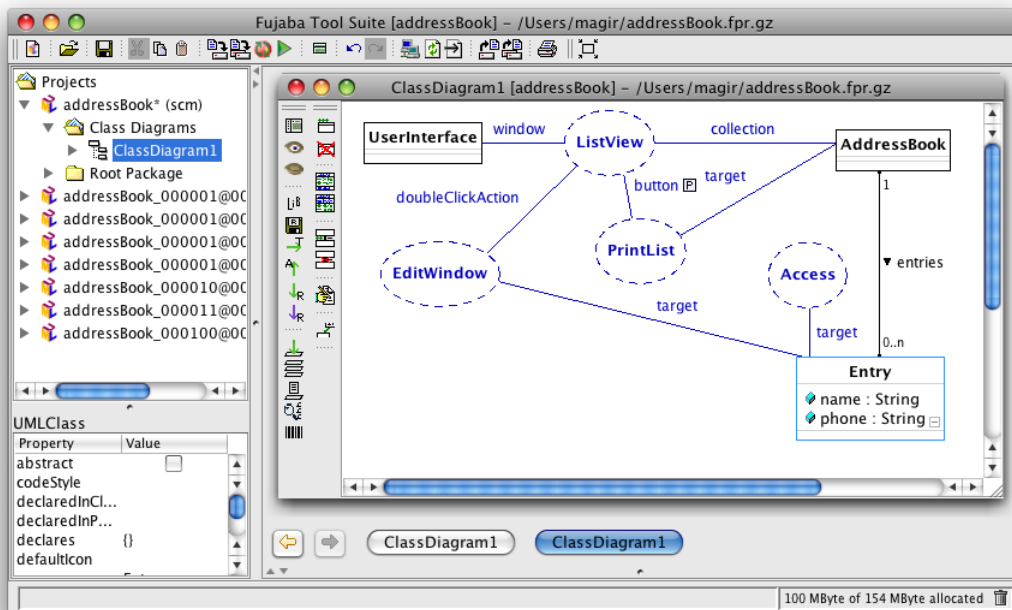 Fujaba Tool Suite [addressBook] – /Users/magir/addressBook.fpr.gz
Projects
addressBook* (scm)
Class Diagrams
ClassDiagram1
Root Package
addressBook_000001@00
addressBook_000001@00
addressBook_000001@00
addressBook_000001@00
addressBook_000010@00
addressBook_000011@00
addressBook_000100@00
UMLClass
Property Value
abstract
codeStyle
declaredInCl...
declaredInP...
declares {}
defaultIcon
ClassDiagram1 [addressBook] – /Users/magir/addressBook.fpr.gz
UserInterface
window
ListView
collection
AddressBook
button P
target
doubleClickAction
1
PrintList
EditWindow
Access
entries
target
target
0..n
Entry
name : String
phone : String
ClassDiagram1
ClassDiagram1
100 MByte of 154 MByte allocated